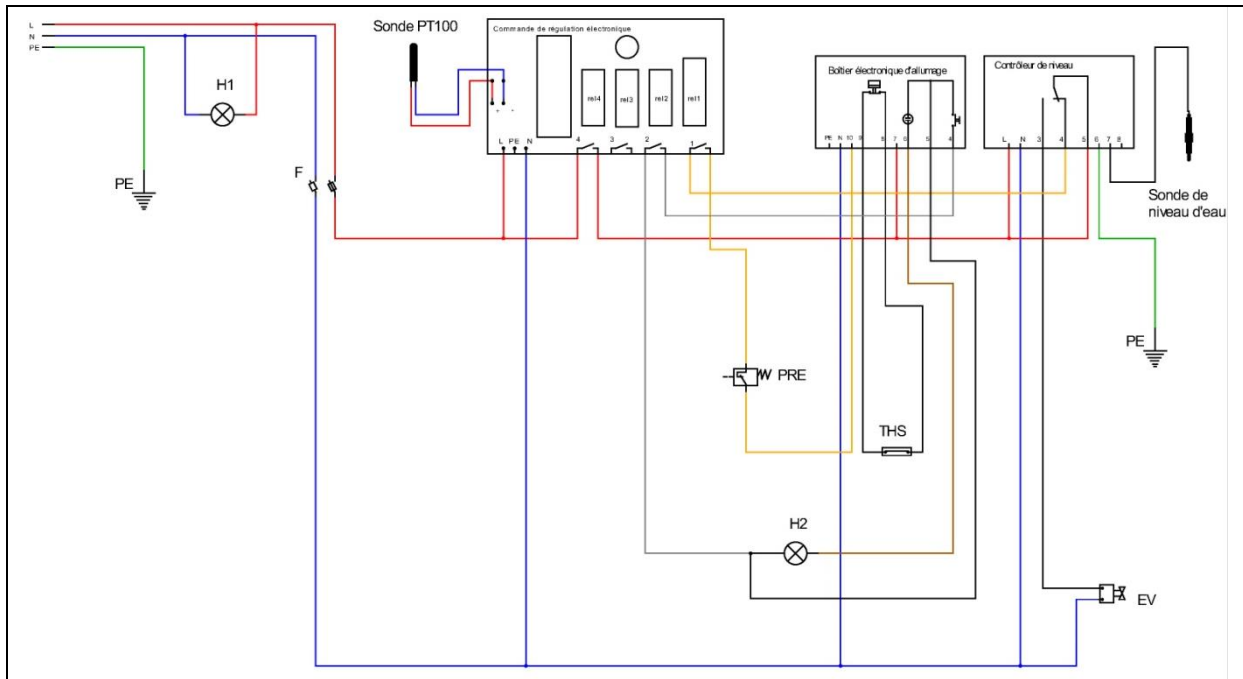 L
N
PE
H1
PE
F
Sonde PT100
Commande de régulation électronique
rel4
rel3
rel2
rel1
+ -
L PE N
4 3 2 1
Boîtier électronique d'allumage
PE N 10 9 8 7 6 5 4
Contrôleur de niveau
L N 3 4 5 6 7 8
Sonde de
niveau d'eau
PE
PRE
THS
H2
EV